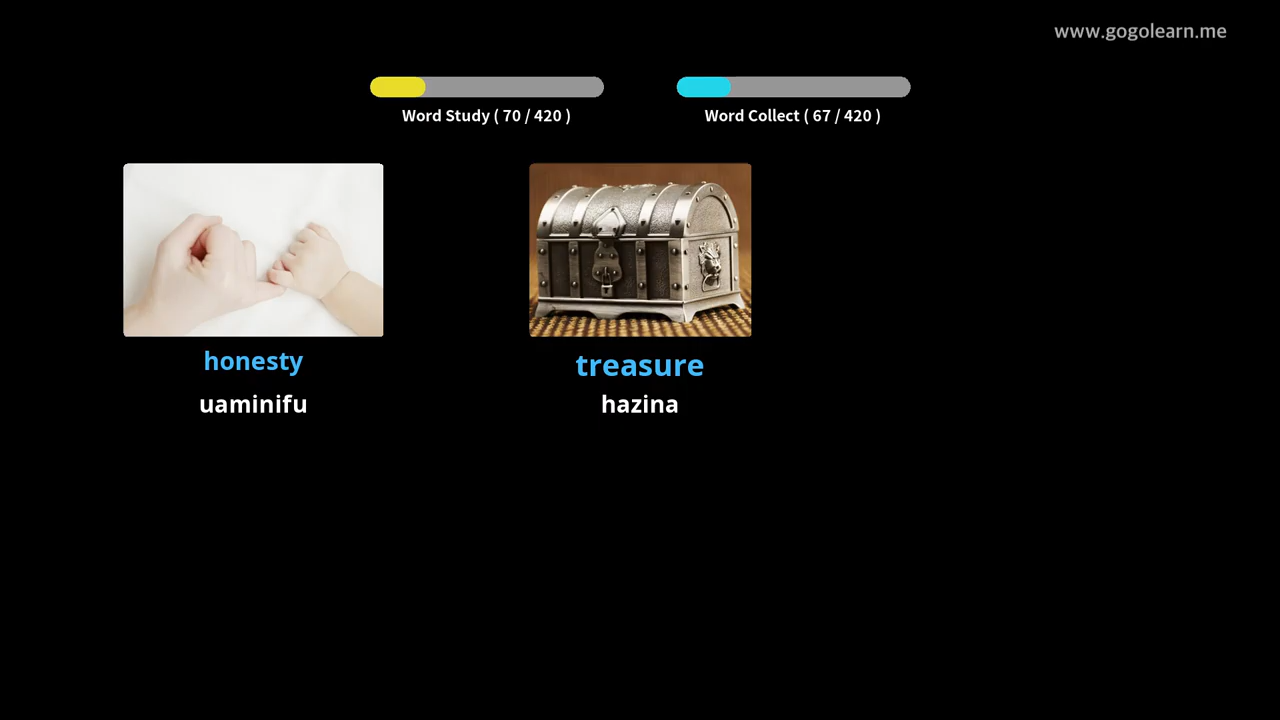 www.gogolearn.me
Word Study ( 70 / 420 )
Word Collect ( 67 / 420 )
honesty
uaminifu
treasure
hazina